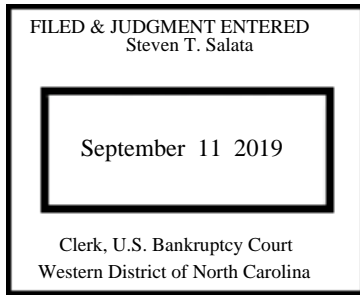 FILED & JUDGMENT ENTERED
Steven T. Salata
September 11 2019
Clerk, U.S. Bankruptcy Court
Western District of North Carolina